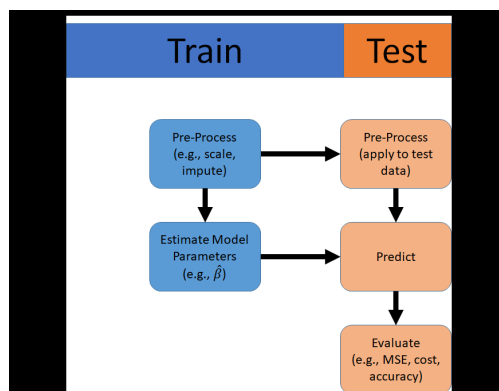 Train
Test
Pre-Process
(e.g., scale,
impute)
Pre-Process
(apply to test
data)
Estimate Model
Parameters
(e.g., β̂)
Predict
Evaluate
(e.g., MSE, cost,
accuracy)